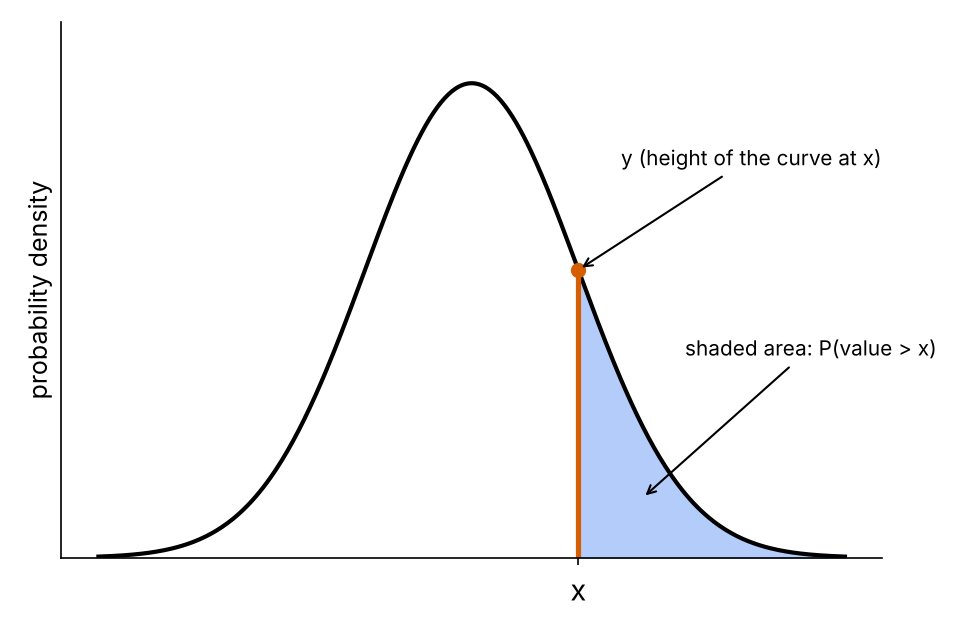 y (height of the curve at x)
probability density
shaded area: P(value > x)
x